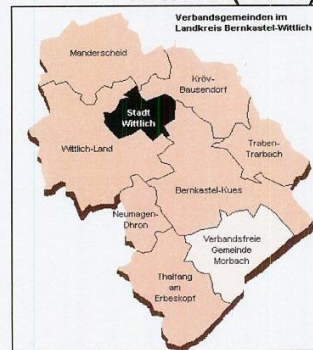 Verbandsgemeinden im
Landkreis Bernkastel-Wittlich
Manderscheid
Kröv-
Bausendorf
Stadt
Wittlich
Wittlich-Land
Traben-
Trarbach
Bernkastel-Kues
Neumagen-
Dhron
Verbandsfreie
Gemeinde
Morbach
Thalfang
am
Erbeskopf